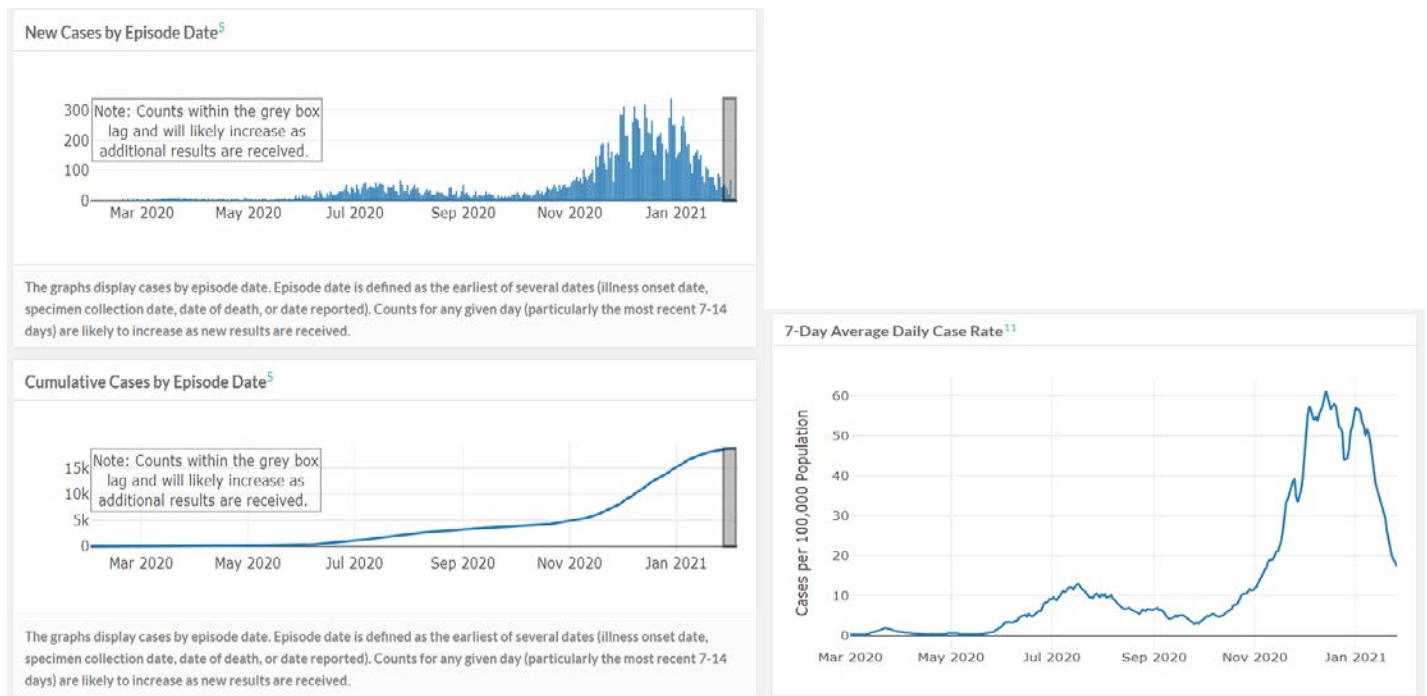 New Cases by Episode Date5
300
200
100
0
Note: Counts within the grey box
lag and will likely increase as
additional results are received.
Mar 2020 May 2020 Jul 2020 Sep 2020 Nov 2020 Jan 2021
The graphs display cases by episode date. Episode date is defined as the earliest of several dates (illness onset date,
specimen collection date, date of death, or date reported). Counts for any given day (particularly the most recent 7-14
days) are likely to increase as new results are received.
Cumulative Cases by Episode Date5
15k
10k
5k
0
Note: Counts within the grey box
lag and will likely increase as
additional results are received.
Mar 2020 May 2020 Jul 2020 Sep 2020 Nov 2020 Jan 2021
The graphs display cases by episode date. Episode date is defined as the earliest of several dates (illness onset date,
specimen collection date, date of death, or date reported). Counts for any given day (particularly the most recent 7-14
days) are likely to increase as new results are received.
7-Day Average Daily Case Rate11
Cases per 100,000 Population
60
50
40
30
20
10
0
Mar 2020 May 2020 Jul 2020 Sep 2020 Nov 2020 Jan 2021